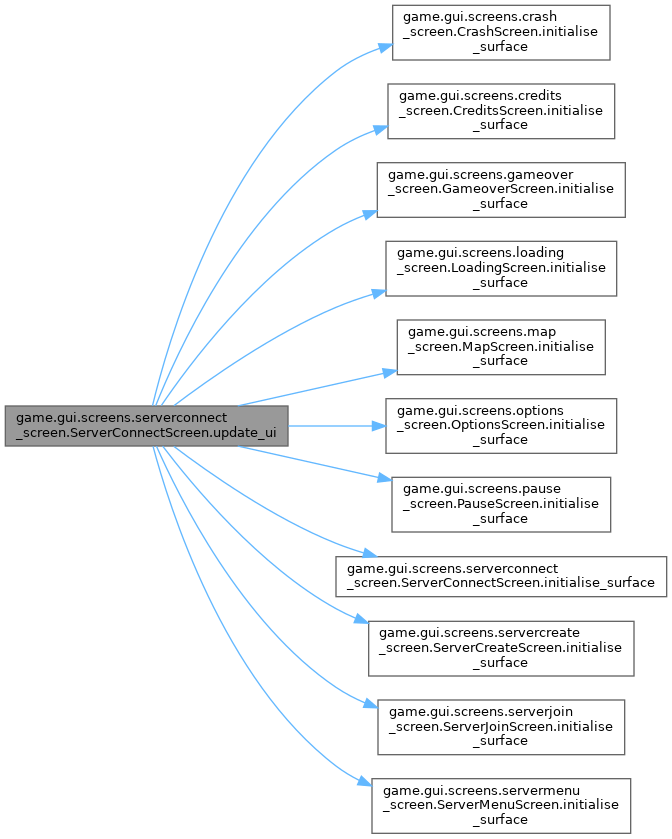 game.gui.screens.crash
_screen.CrashScreen.initialise
_surface
game.gui.screens.credits
_screen.CreditsScreen.initialise
_surface
game.gui.screens.gameover
_screen.GameoverScreen.initialise
_surface
game.gui.screens.loading
_screen.LoadingScreen.initialise
_surface
game.gui.screens.map
_screen.MapScreen.initialise
_surface
game.gui.screens.serverconnect
_screen.ServerConnectScreen.update_ui
game.gui.screens.options
_screen.OptionsScreen.initialise
_surface
game.gui.screens.pause
_screen.PauseScreen.initialise
_surface
game.gui.screens.serverconnect
_screen.ServerConnectScreen.initialise_surface
game.gui.screens.servercreate
_screen.ServerCreateScreen.initialise
_surface
game.gui.screens.serverjoin
_screen.ServerJoinScreen.initialise
_surface
game.gui.screens.servermenu
_screen.ServerMenuScreen.initialise
_surface